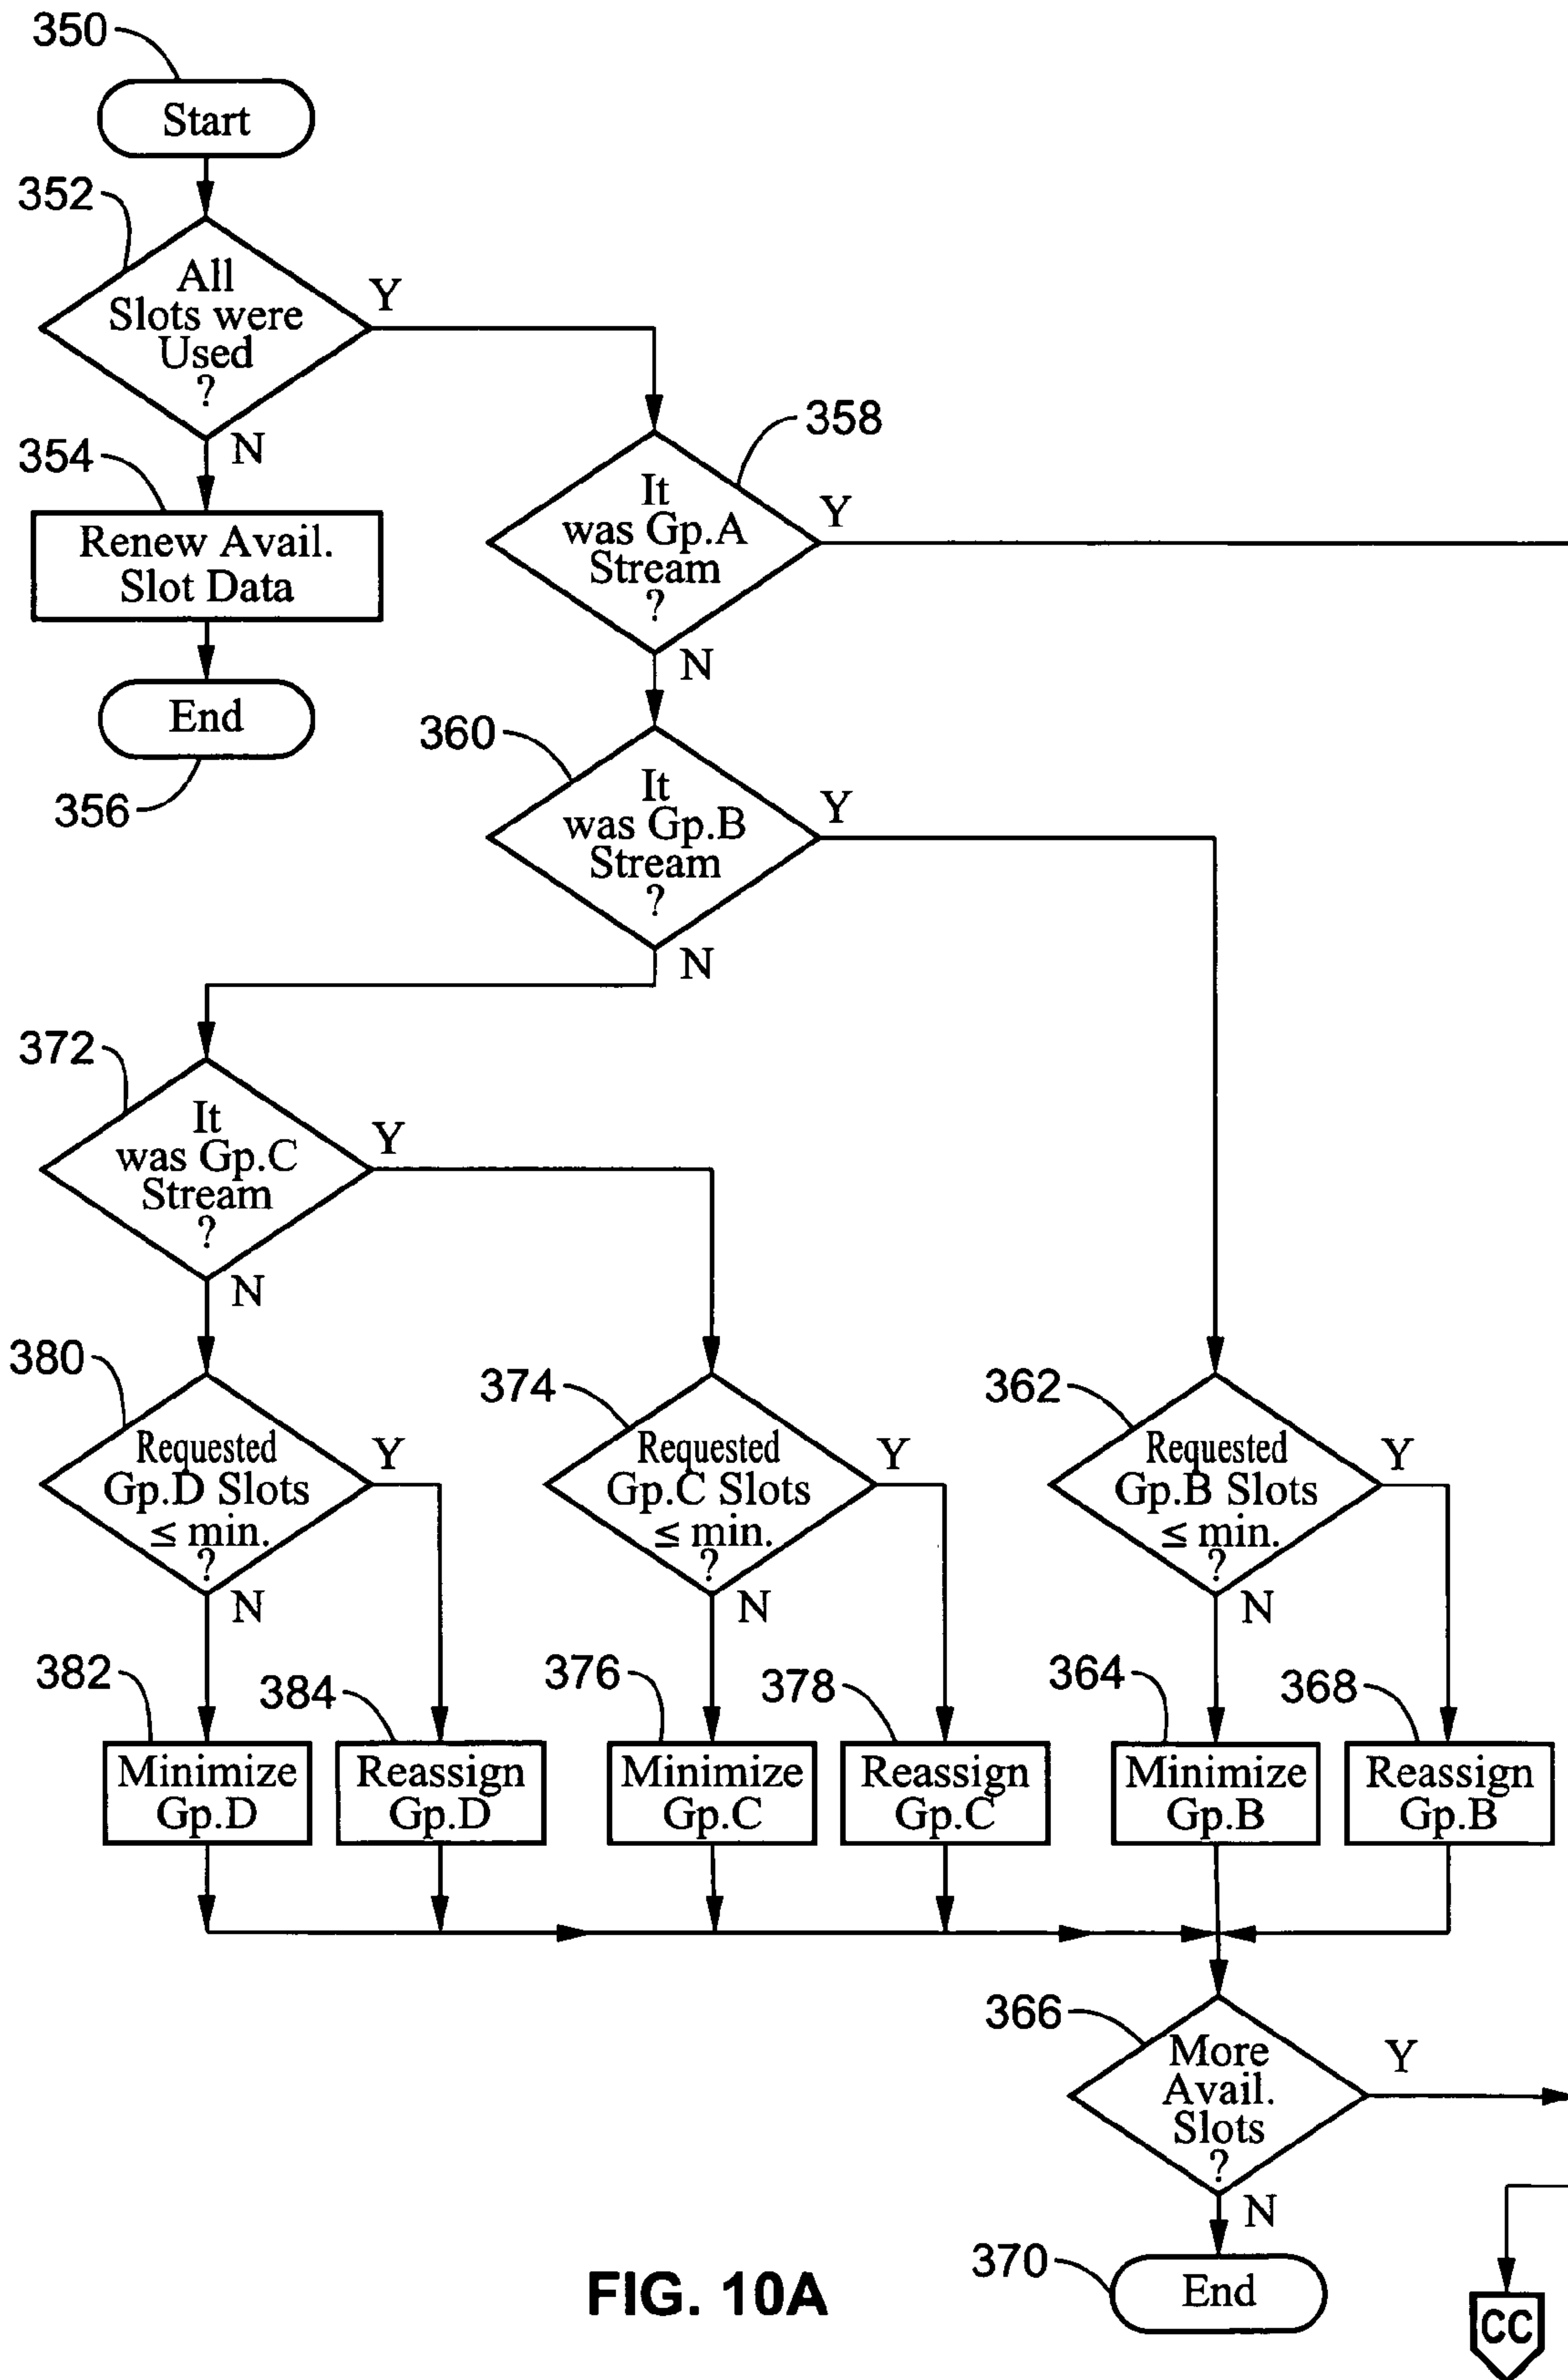 350
Start
352
All
Slots were
Used
?
Y
N
354
Renew Avail.
Slot Data
End
356
358
It
was Gp.A
Stream
?
Y
N
360
It
was Gp.B
Stream
?
Y
N
372
It
was Gp.C
Stream
?
Y
N
380
Requested
Gp.D Slots
≤ min.
?
Y
N
374
Requested
Gp.C Slots
≤ min.
?
Y
N
362
Requested
Gp.B Slots
≤ min.
?
Y
N
382
Minimize
Gp.D
384
Reassign
Gp.D
376
Minimize
Gp.C
378
Reassign
Gp.C
364
Minimize
Gp.B
368
Reassign
Gp.B
366
More
Avail.
Slots
?
Y
N
370
End
CC
FIG. 10A